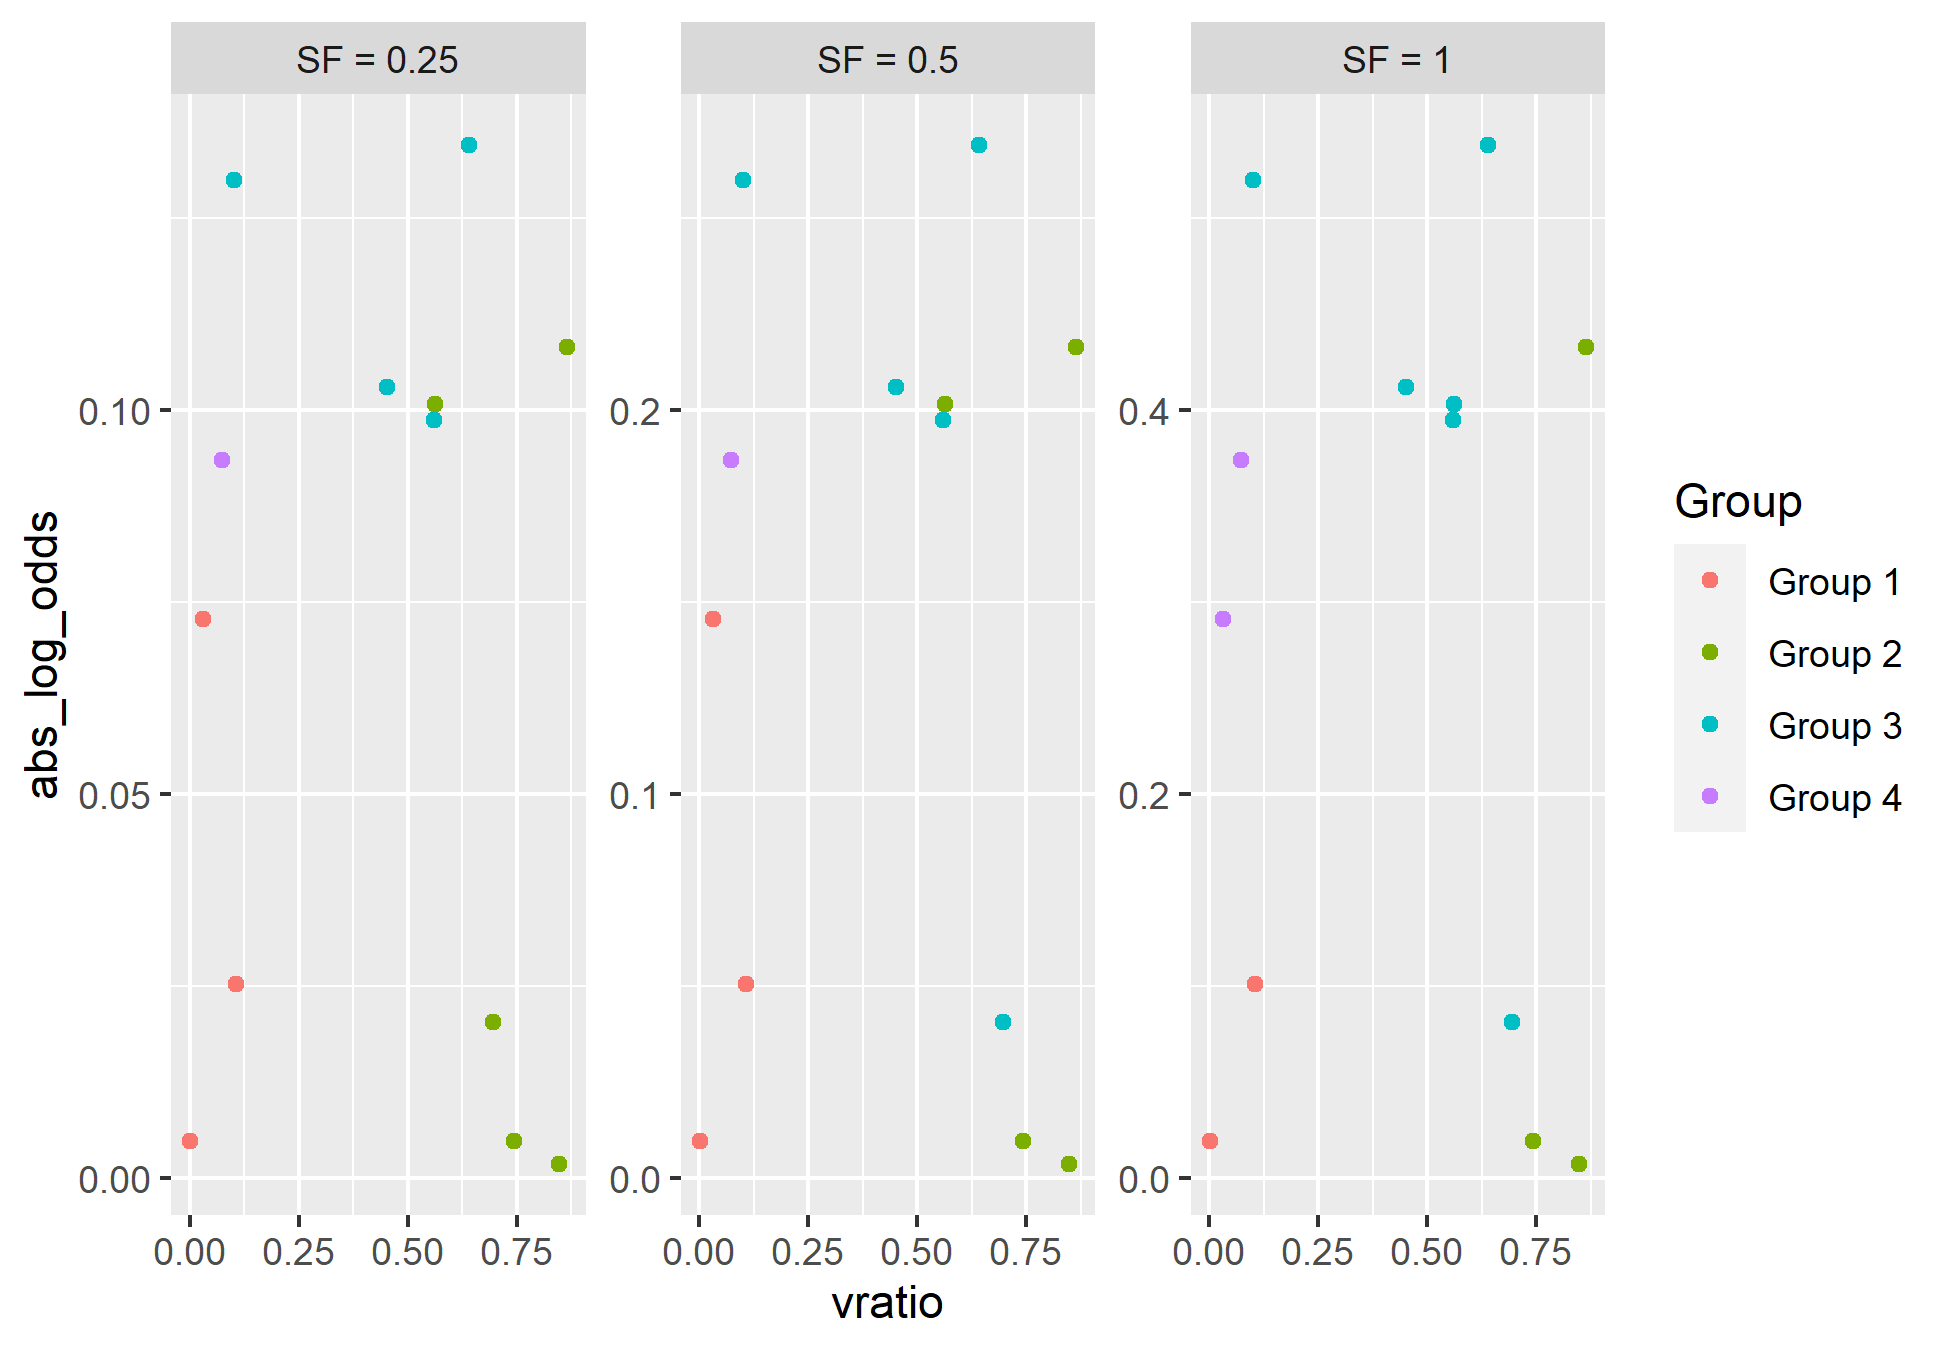 SF = 0.25
SF = 0.5
SF = 1
abs_log_odds
0.10
0.05
0.00
0.2
0.1
0.0
0.4
0.2
0.0
0.00 0.25 0.50 0.75
0.00 0.25 0.50 0.75
0.00 0.25 0.50 0.75
vratio
Group
Group 1
Group 2
Group 3
Group 4